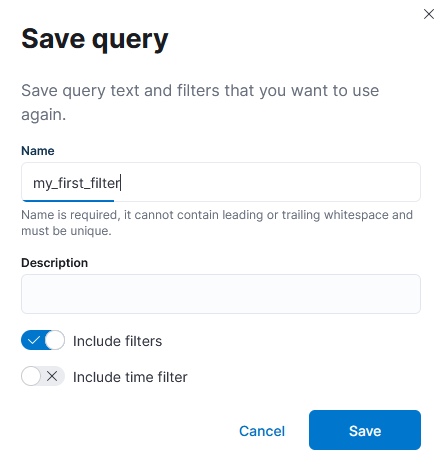 Save query
Save query text and filters that you want to use
again.
Name
my_first_filter
Name is required, it cannot contain leading or trailing whitespace and
must be unique.
Description
Include filters
Include time filter
Cancel
Save